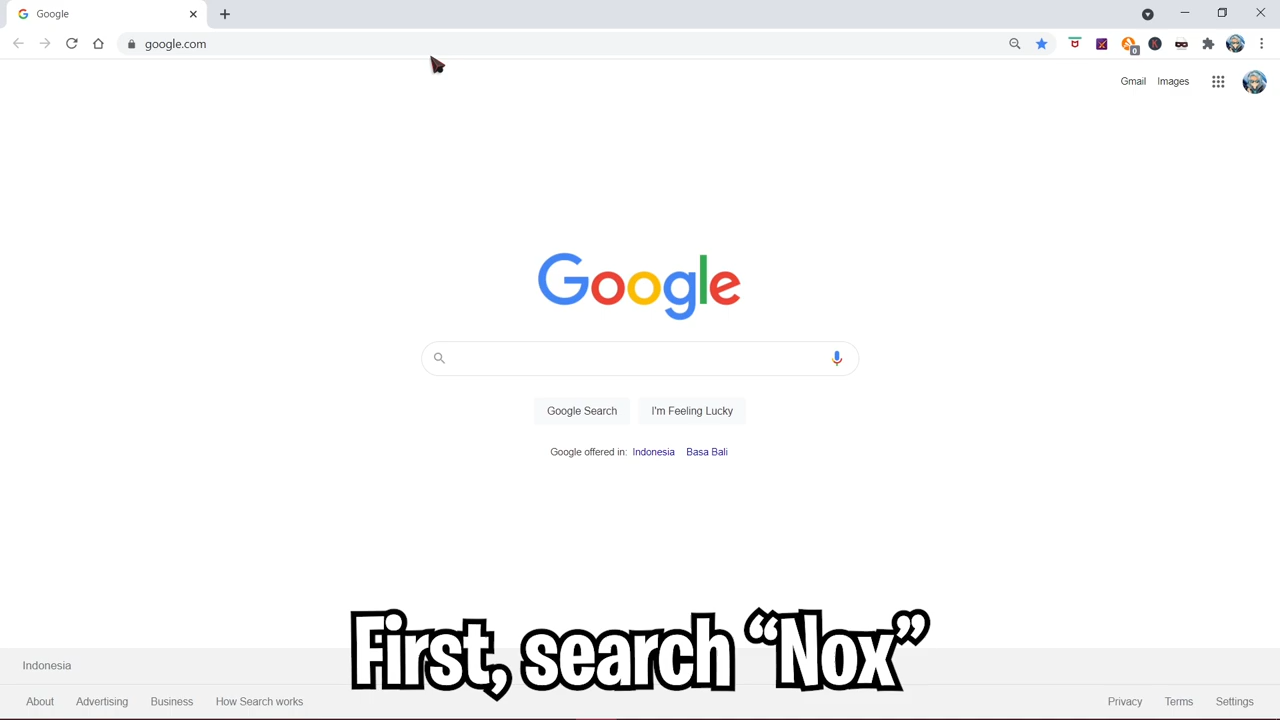 Google
google.com
0
Gmail Images
Google
Google Search I'm Feeling Lucky
Google offered in: Indonesia Basa Bali
First, search “Nox”
Indonesia
About Advertising Business How Search works Privacy Terms Settings